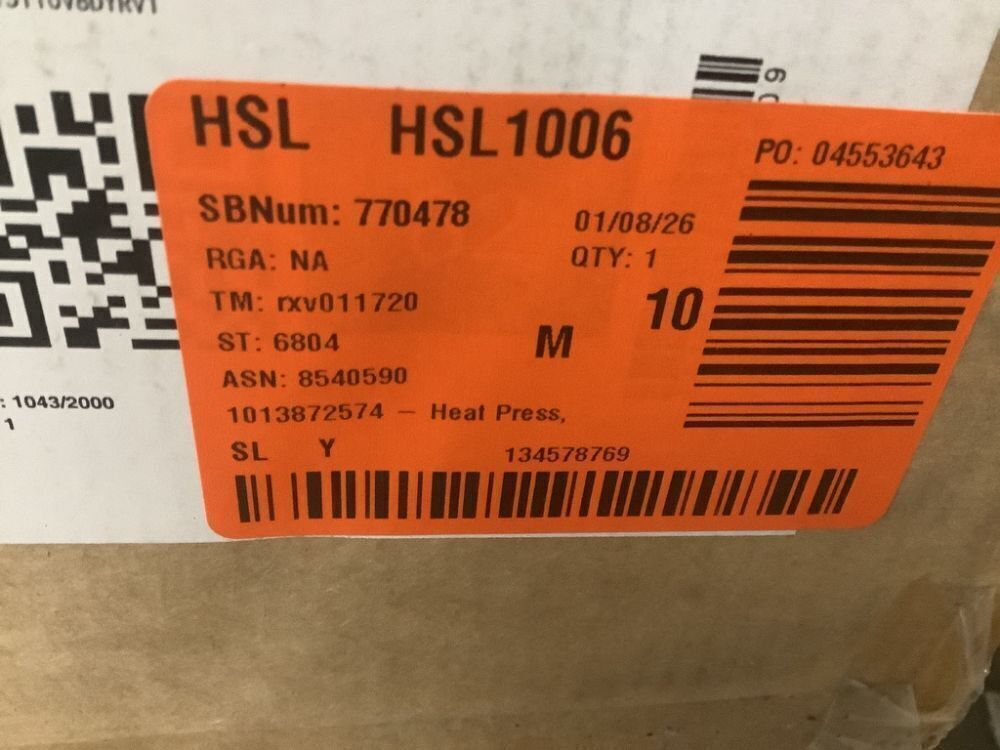 HSL HSL1006
PO: 04553643
SBNum: 770478 01/08/26
RGA: NA QTY: 1
TM: rxv011720 10
ST: 6804 M
ASN: 8540590
1013872574 – Heat Press,
SL Y 134578769
: 1043/2000
1